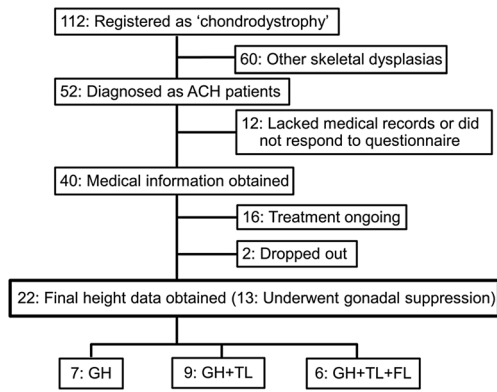 112: Registered as ‘chondrodystrophy’
60: Other skeletal dysplasias
52: Diagnosed as ACH patients
12: Lacked medical records or did
not respond to questionnaire
40: Medical information obtained
16: Treatment ongoing
2: Dropped out
22: Final height data obtained (13: Underwent gonadal suppression)
7: GH
9: GH+TL
6: GH+TL+FL